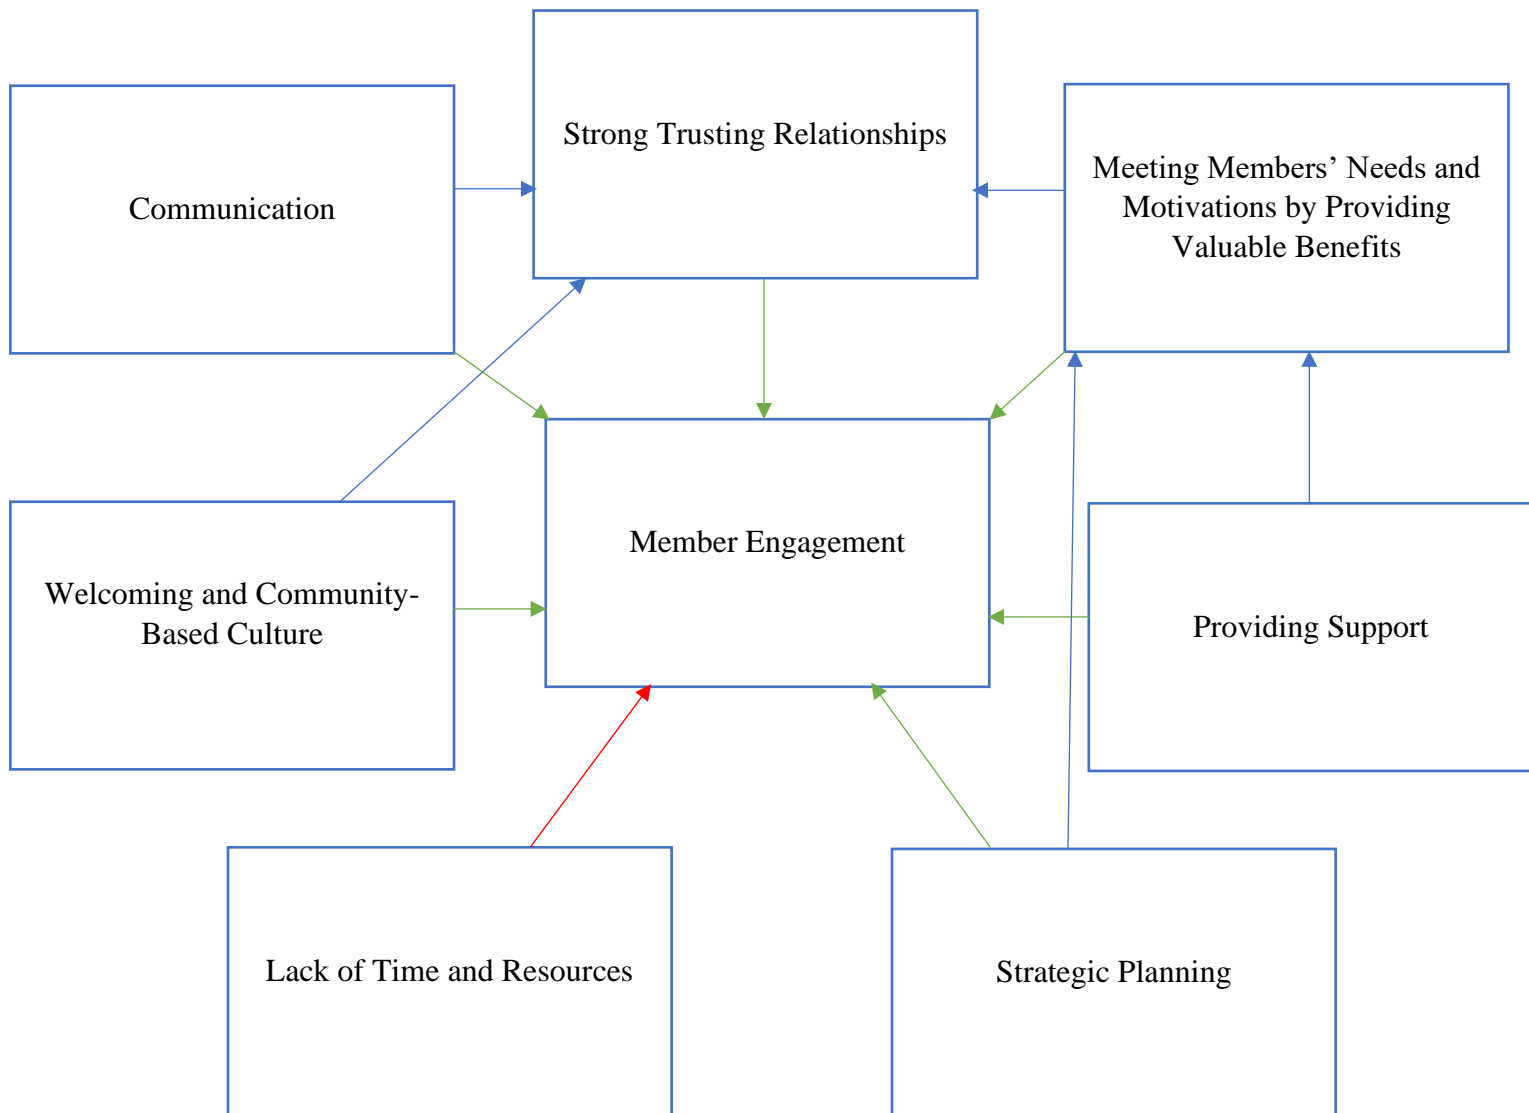 Strong Trusting Relationships
Communication
Meeting Members’ Needs and
Motivations by Providing
Valuable Benefits
Member Engagement
Welcoming and Community-
Based Culture
Providing Support
Lack of Time and Resources
Strategic Planning